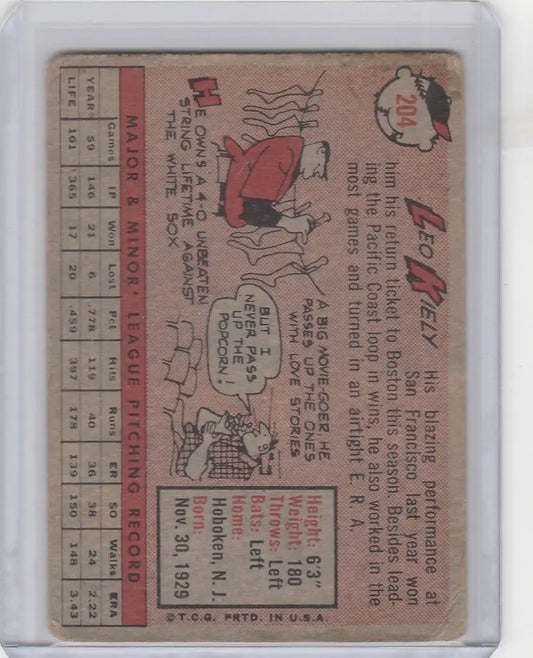 204
LEO KIELY
His blazing performance at
San Francisco last year won
him his return ticket to Boston this season. Besides lead-
ing the Pacific Coast loop in wins, he also worked in the
most games and turned in an airtight E. R. A.
HE OWNS A 4-0 UNBEATEN
STRING LIFETIME AGAINST
THE WHITE SOX
A BIG MOVIE GOER, HE
PASSES UP THE ONES
WITH LOVE STORIES
BUT I
NEVER PASS
UP THE
POPCORN!
Height: 6'3"
Weight: 180
Throws: Left
Bats: Left
Home:
Hoboken, N. J.
Born:
Nov. 30, 1929
© T.C.G. PRTD. IN U.S.A.
MAJOR & MINOR' LEAGUE PITCHING RECORD
Games IP Won Lost Pct Hits Runs ER SO Walks ERA
YEAR' 59 146 21 6 .778 119 40 36 38 24 2.22
LIFE 101 365 17 20 .459 397 178 139 150 148 3.43